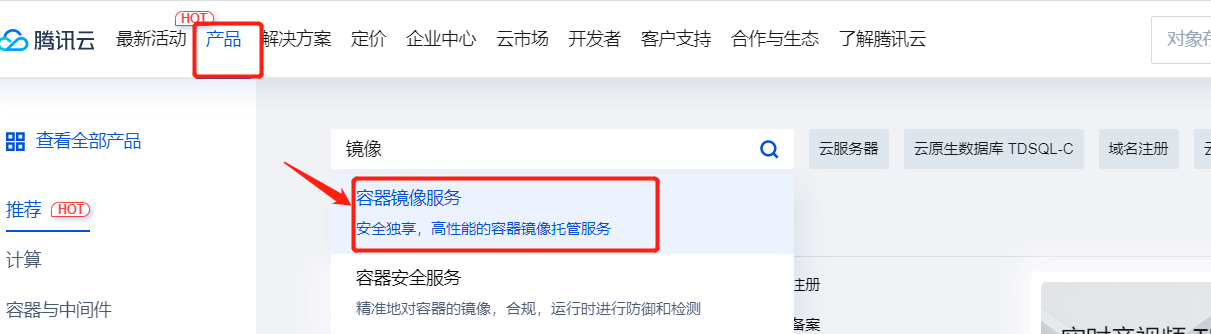 HOT
腾讯云 最新活动 产品 解决方案 定价 企业中心 云市场 开发者 客户支持 合作与生态 了解腾讯云 对象存
查看全部产品
镜像 云服务器 云原生数据库 TDSQL-C 域名注册
推荐 HOT
容器镜像服务
安全独享，高性能的容器镜像托管服务
计算
容器安全服务
注册
容器与中间件
精准地对容器的镜像，合规，运行时进行防御和检测
备案
实时音视频